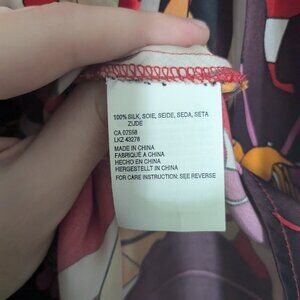 100% SILK, SOIE, SEIDE, SEDA, SETA
ZIJDE
CA 07558
LKZ 43278
MADE IN CHINA
FABRIQUÉ A CHINA
HECHO EN CHINA
HERGESTELLT IN CHINA
FOR CARE INSTRUCTION: SEE REVERSE